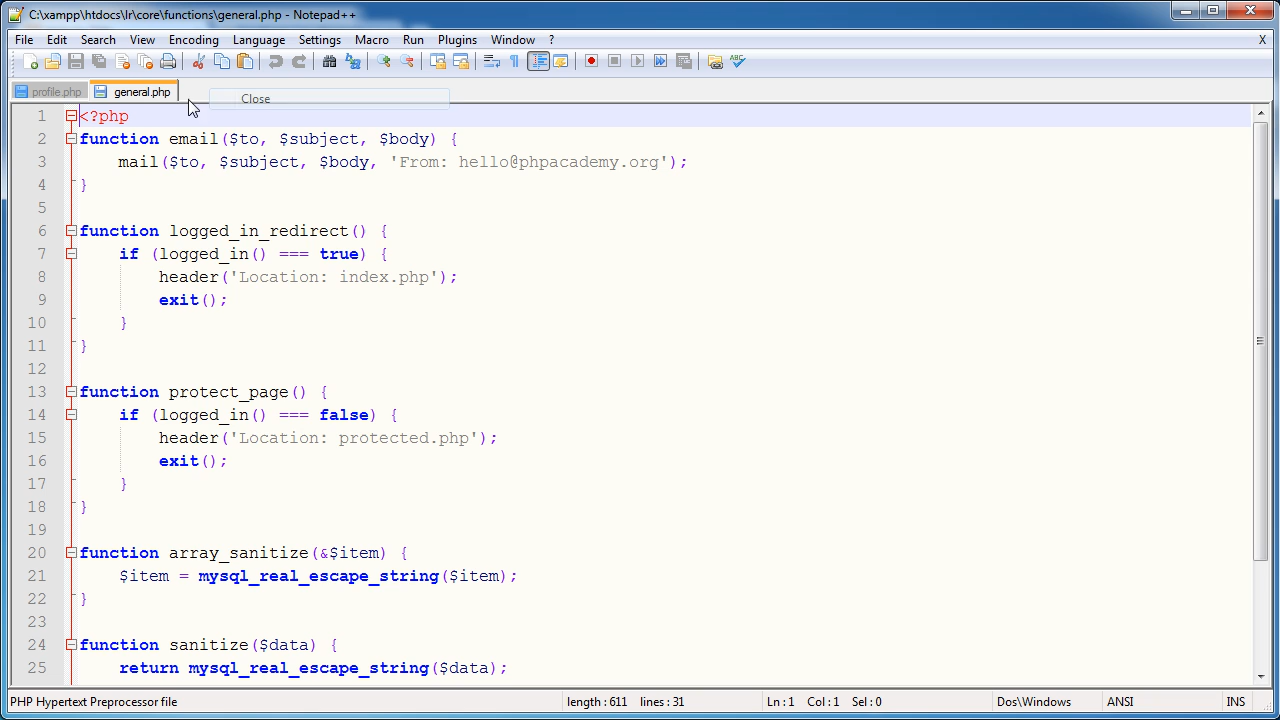 C:\xampp\htdocs\lr\core\functions\general.php - Notepad++
File Edit Search View Encoding Language Settings Macro Run Plugins Window ? X
profile.php general.php Close
1 <?php
2 function email($to, $subject, $body) {
3 mail($to, $subject, $body, 'From: hello@phpacademy.org');
4 }
5
6 function logged_in_redirect() {
7 if (logged_in() === true) {
8 header('Location: index.php');
9 exit();
10 }
11 }
12
13 function protect_page() {
14 if (logged_in() === false) {
15 header('Location: protected.php');
16 exit();
17 }
18 }
19
20 function array_sanitize(&$item) {
21 $item = mysql_real_escape_string($item);
22 }
23
24 function sanitize($data) {
25 return mysql_real_escape_string($data);
PHP Hypertext Preprocessor file length : 611 lines : 31 Ln : 1 Col : 1 Sel : 0 Dos\Windows ANSI INS